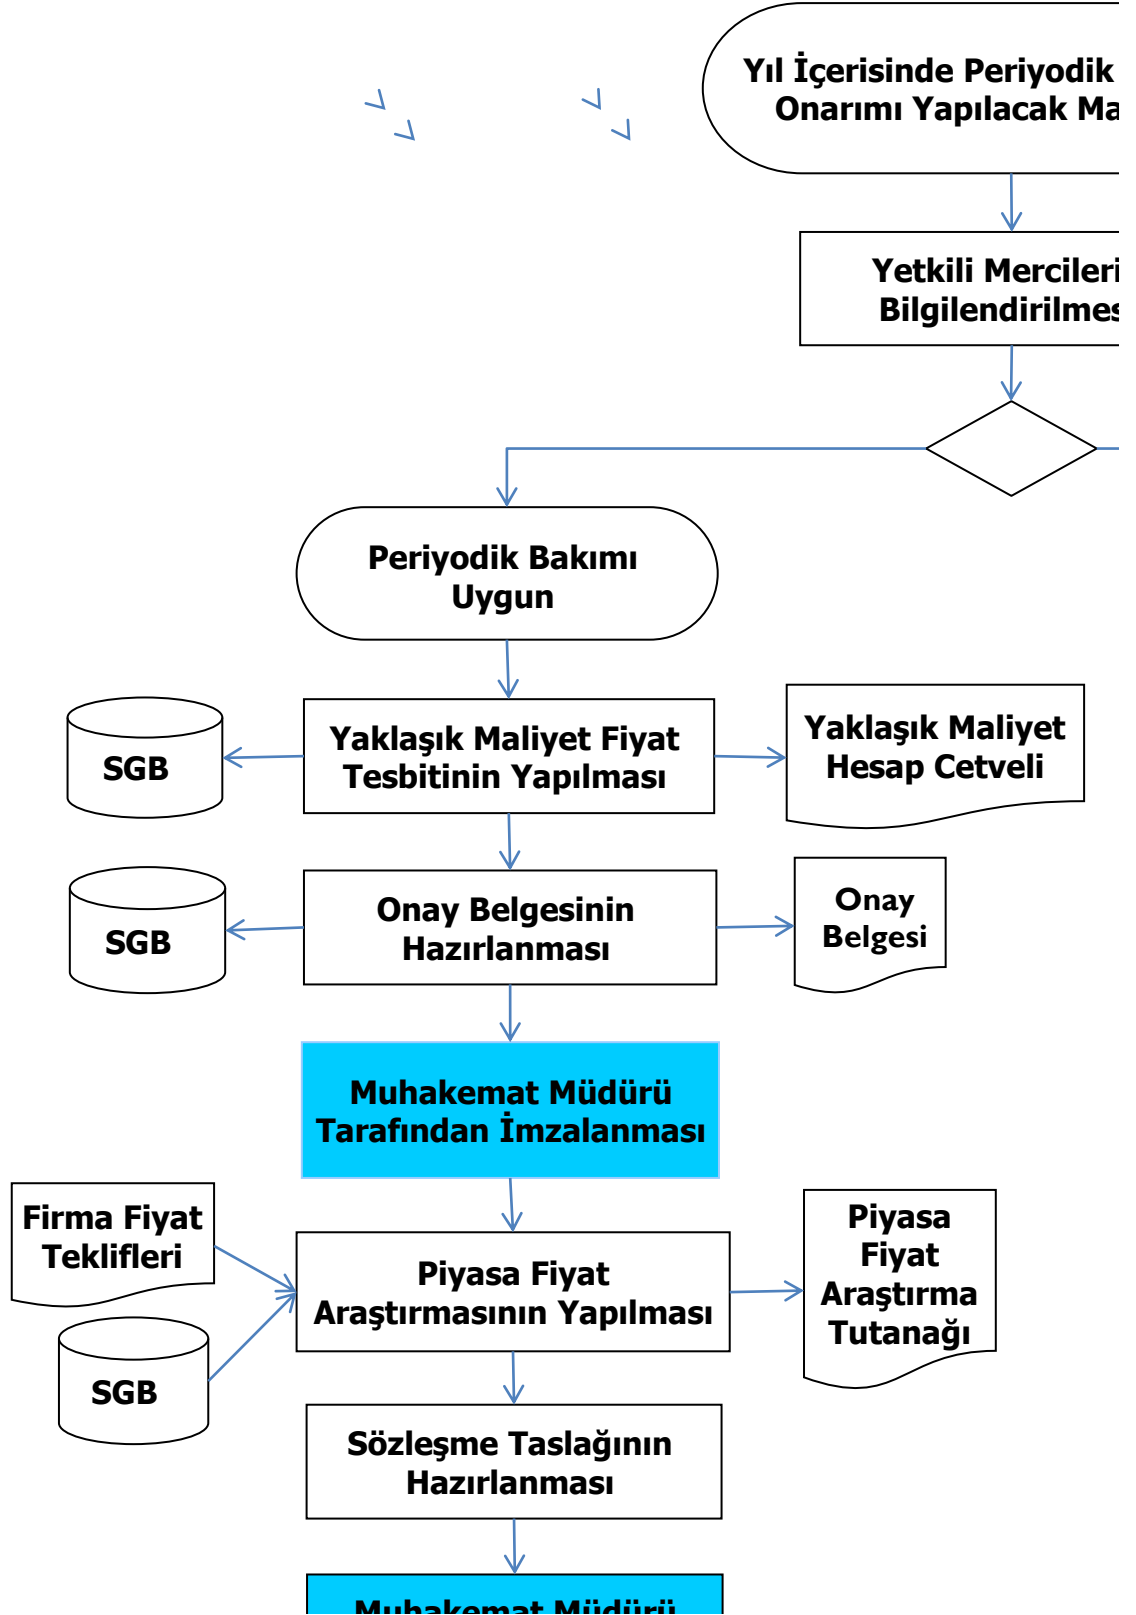 Yıl İçerisinde Periyodik
Onarımı Yapılacak Ma
Yetkili Mercileri
Bilgilendirilmes
Periyodik Bakımı
Uygun
SGB
Yaklaşık Maliyet Fiyat
Tesbitinin Yapılması
Yaklaşık Maliyet
Hesap Cetveli
SGB
Onay Belgesinin
Hazırlanması
Onay
Belgesi
Muhakemat Müdürü
Tarafından İmzalanması
Firma Fiyat
Teklifleri
SGB
Piyasa Fiyat
Araştırmasının Yapılması
Piyasa
Fiyat
Araştırma
Tutanağı
Sözleşme Taslağının
Hazırlanması
Muhakemat Müdürü